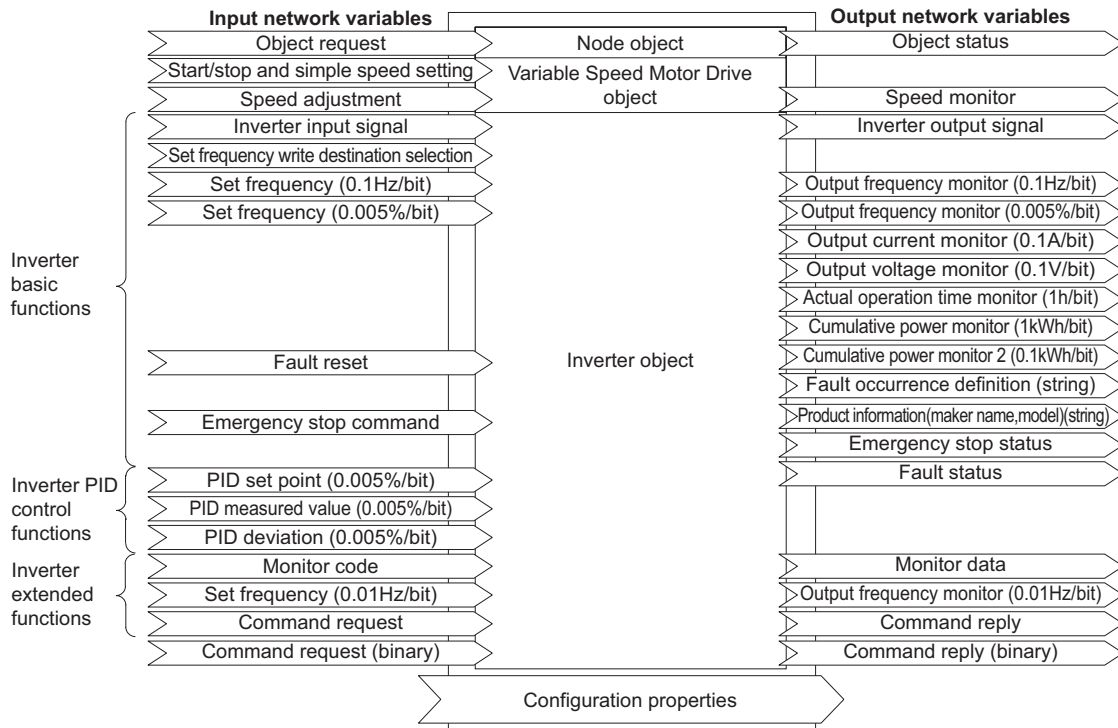 Input network variables
Output network variables
Object request
Node object
Object status
Start/stop and simple speed setting
Variable Speed Motor Drive
object
Speed adjustment
Speed monitor
Inverter input signal
Inverter output signal
Set frequency write destination selection
Set frequency (0.1Hz/bit)
Output frequency monitor (0.1Hz/bit)
Set frequency (0.005%/bit)
Output frequency monitor (0.005%/bit)
Output current monitor (0.1A/bit)
Inverter
basic
functions
Output voltage monitor (0.1V/bit)
Actual operation time monitor (1h/bit)
Cumulative power monitor (1kWh/bit)
Fault reset
Inverter object
Cumulative power monitor 2 (0.1kWh/bit)
Fault occurrence definition (string)
Emergency stop command
Product information(maker name,model)(string)
Emergency stop status
Fault status
Inverter PID
control
functions
PID set point (0.005%/bit)
PID measured value (0.005%/bit)
PID deviation (0.005%/bit)
Inverter
extended
functions
Monitor code
Monitor data
Set frequency (0.01Hz/bit)
Output frequency monitor (0.01Hz/bit)
Command request
Command reply
Command request (binary)
Command reply (binary)
Configuration properties